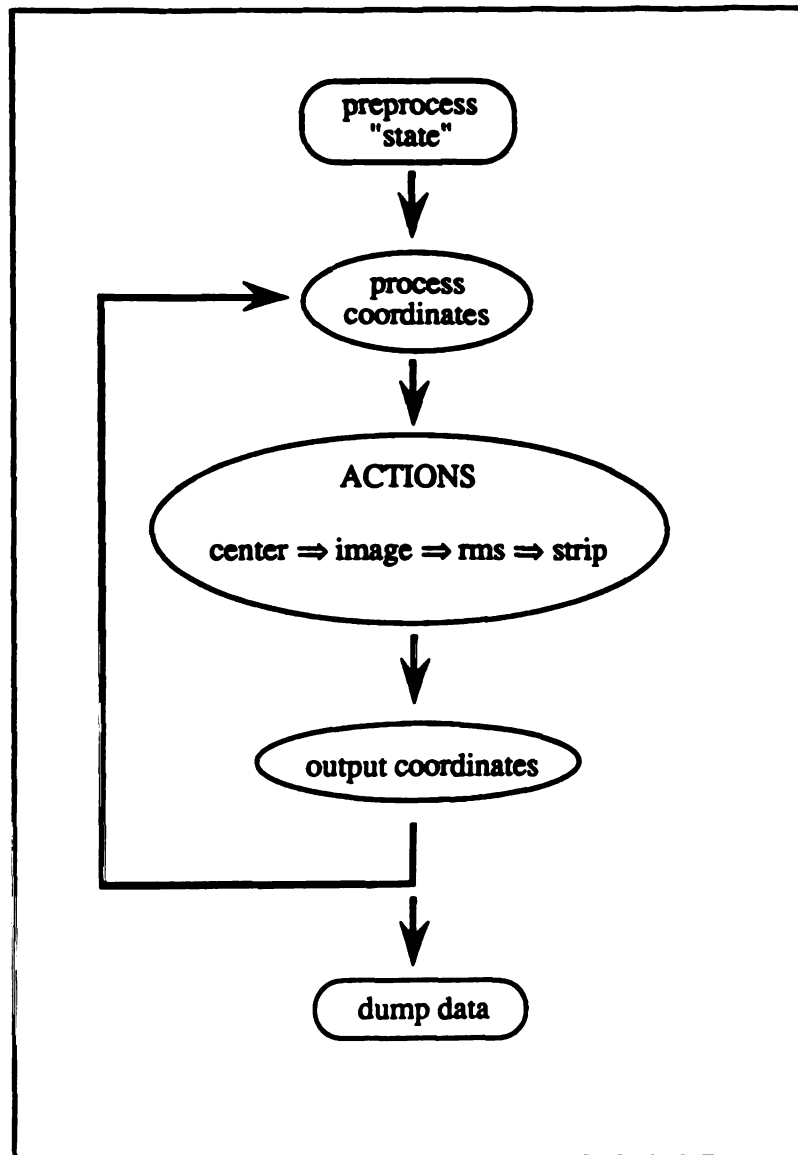 preprocess
"state"
process
coordinates
ACTIONS
center ⇒ image ⇒ rms ⇒ strip
output coordinates
dump data